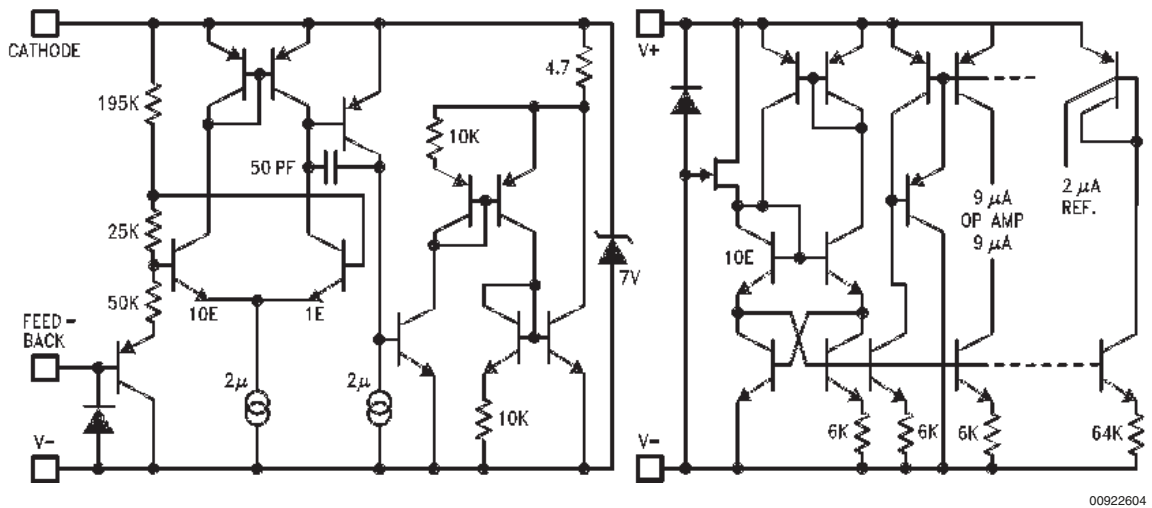 CATHODE
195K
25K
50K
FEED-
BACK
V-
10E
1E
50 PF
2μ
2μ
10K
4.7
10K
7V
V+
10E
V-
6K
6K
6K
9 μA
OP AMP
9 μA
2 μA
REF.
64K
00922604